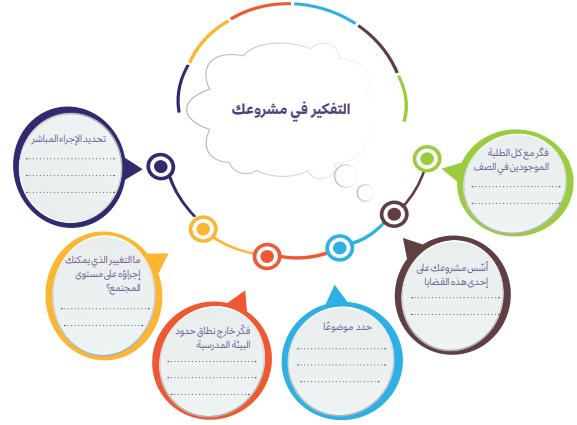 التفكير في مشروعك
فكّر مع كل الطلبة
الموجودين في الصف
أسّس مشروعك على
إحدى هذه القضايا
حدد موضوعًا
فكّر خارج نطاق حدود
البيئة المدرسية
ما التغيير الذي يمكنك
إجراؤه على مستوى
المجتمع؟
تحديد الإجراء المباشر